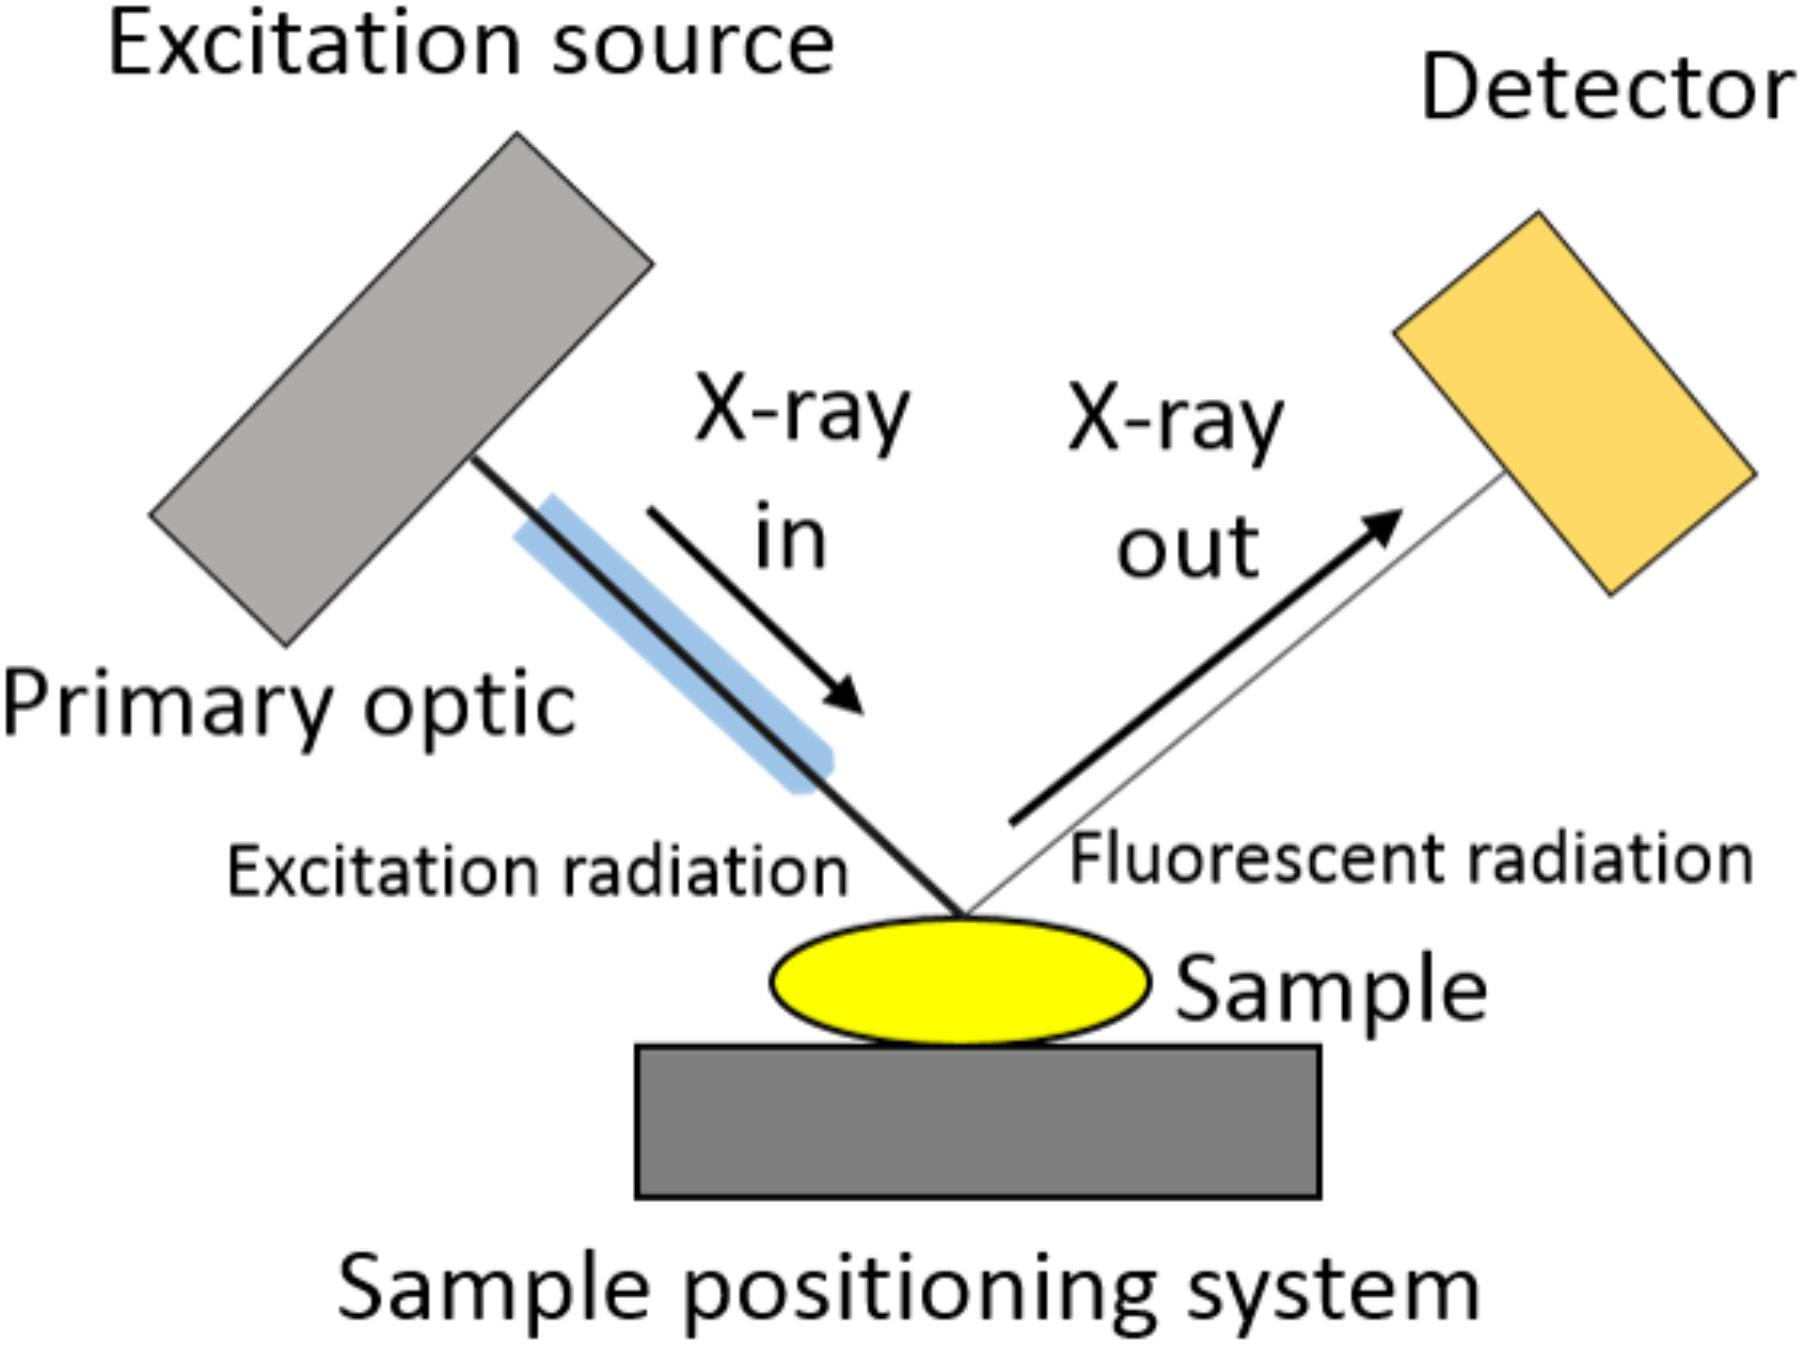 Excitation source
Detector
X-ray
in
X-ray
out
Primary optic
Excitation radiation
Fluorescent radiation
Sample
Sample positioning system